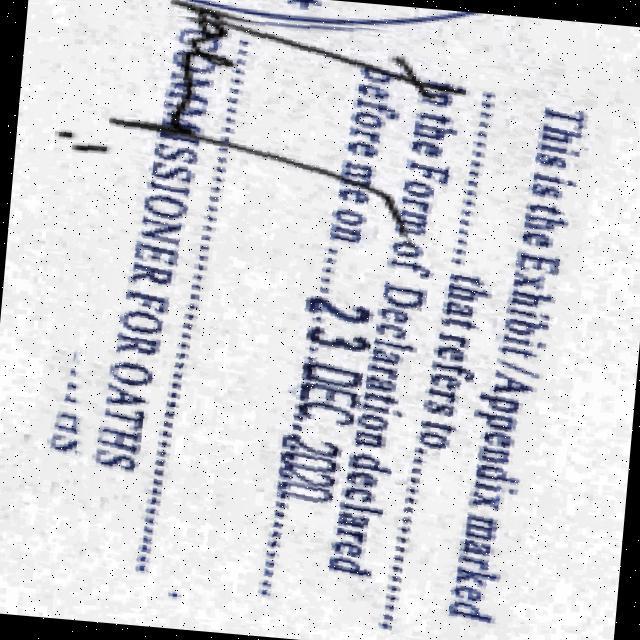 This is the Exhibit/Appendix marked
................ that refers to ................
in the Form of Declaration declared
before me on ..... 23 DEC 2020 ..........
................................................
COMMISSIONER FOR OATHS